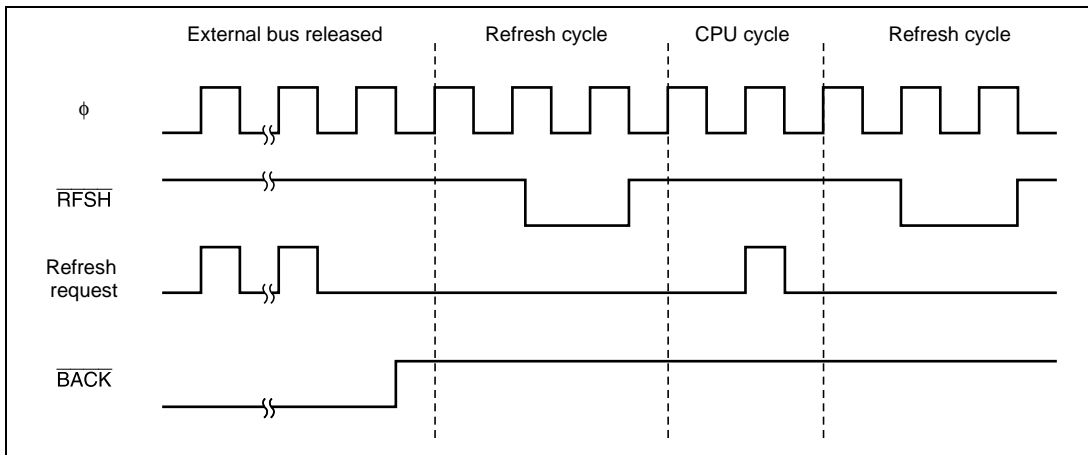 External bus released Refresh cycle CPU cycle Refresh cycle
ϕ
RFSH
Refresh
request
BACK